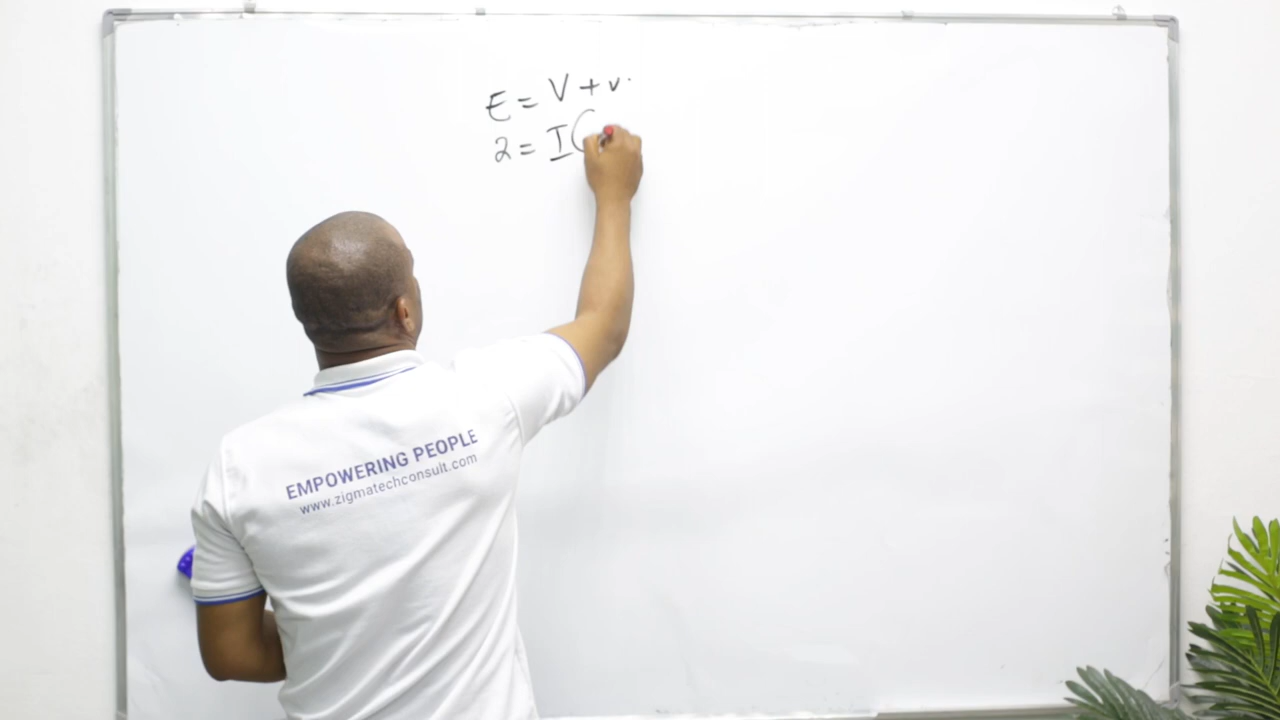 E = V + v.
2 = I(
EMPOWERING PEOPLE
www.zigmatechconsult.com